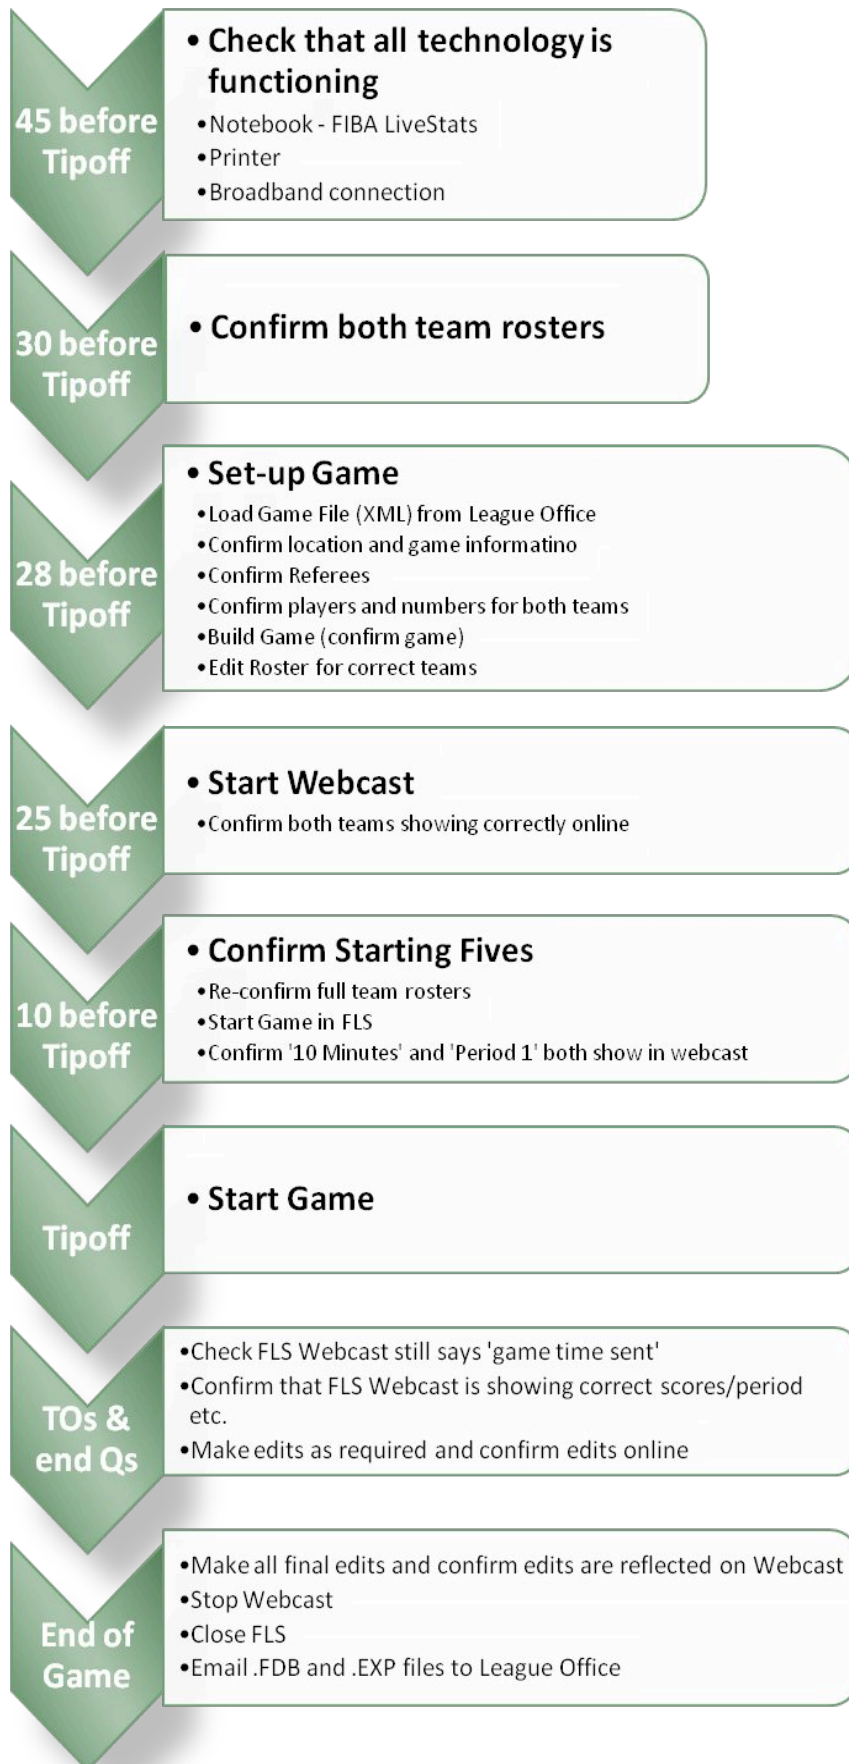 45 before
Tipoff
• Check that all technology is
functioning
•Notebook - FIBA LiveStats
•Printer
•Broadband connection
30 before
Tipoff
• Confirm both team rosters
28 before
Tipoff
• Set-up Game
•Load Game File (XML) from League Office
•Confirm location and game informatino
•Confirm Referees
•Confirm players and numbers for both teams
•Build Game (confirm game)
•Edit Roster for correct teams
25 before
Tipoff
• Start Webcast
•Confirm both teams showing correctly online
10 before
Tipoff
• Confirm Starting Fives
•Re-confirm full team rosters
•Start Game in FLS
•Confirm '10 Minutes' and 'Period 1' both show in webcast
Tipoff
• Start Game
TOs &
end Qs
•Check FLS Webcast still says 'game time sent'
•Confirm that FLS Webcast is showing correct scores/period
etc.
•Make edits as required and confirm edits online
End of
Game
•Make all final edits and confirm edits are reflected on Webcast
•Stop Webcast
•Close FLS
•Email .FDB and .EXP files to League Office